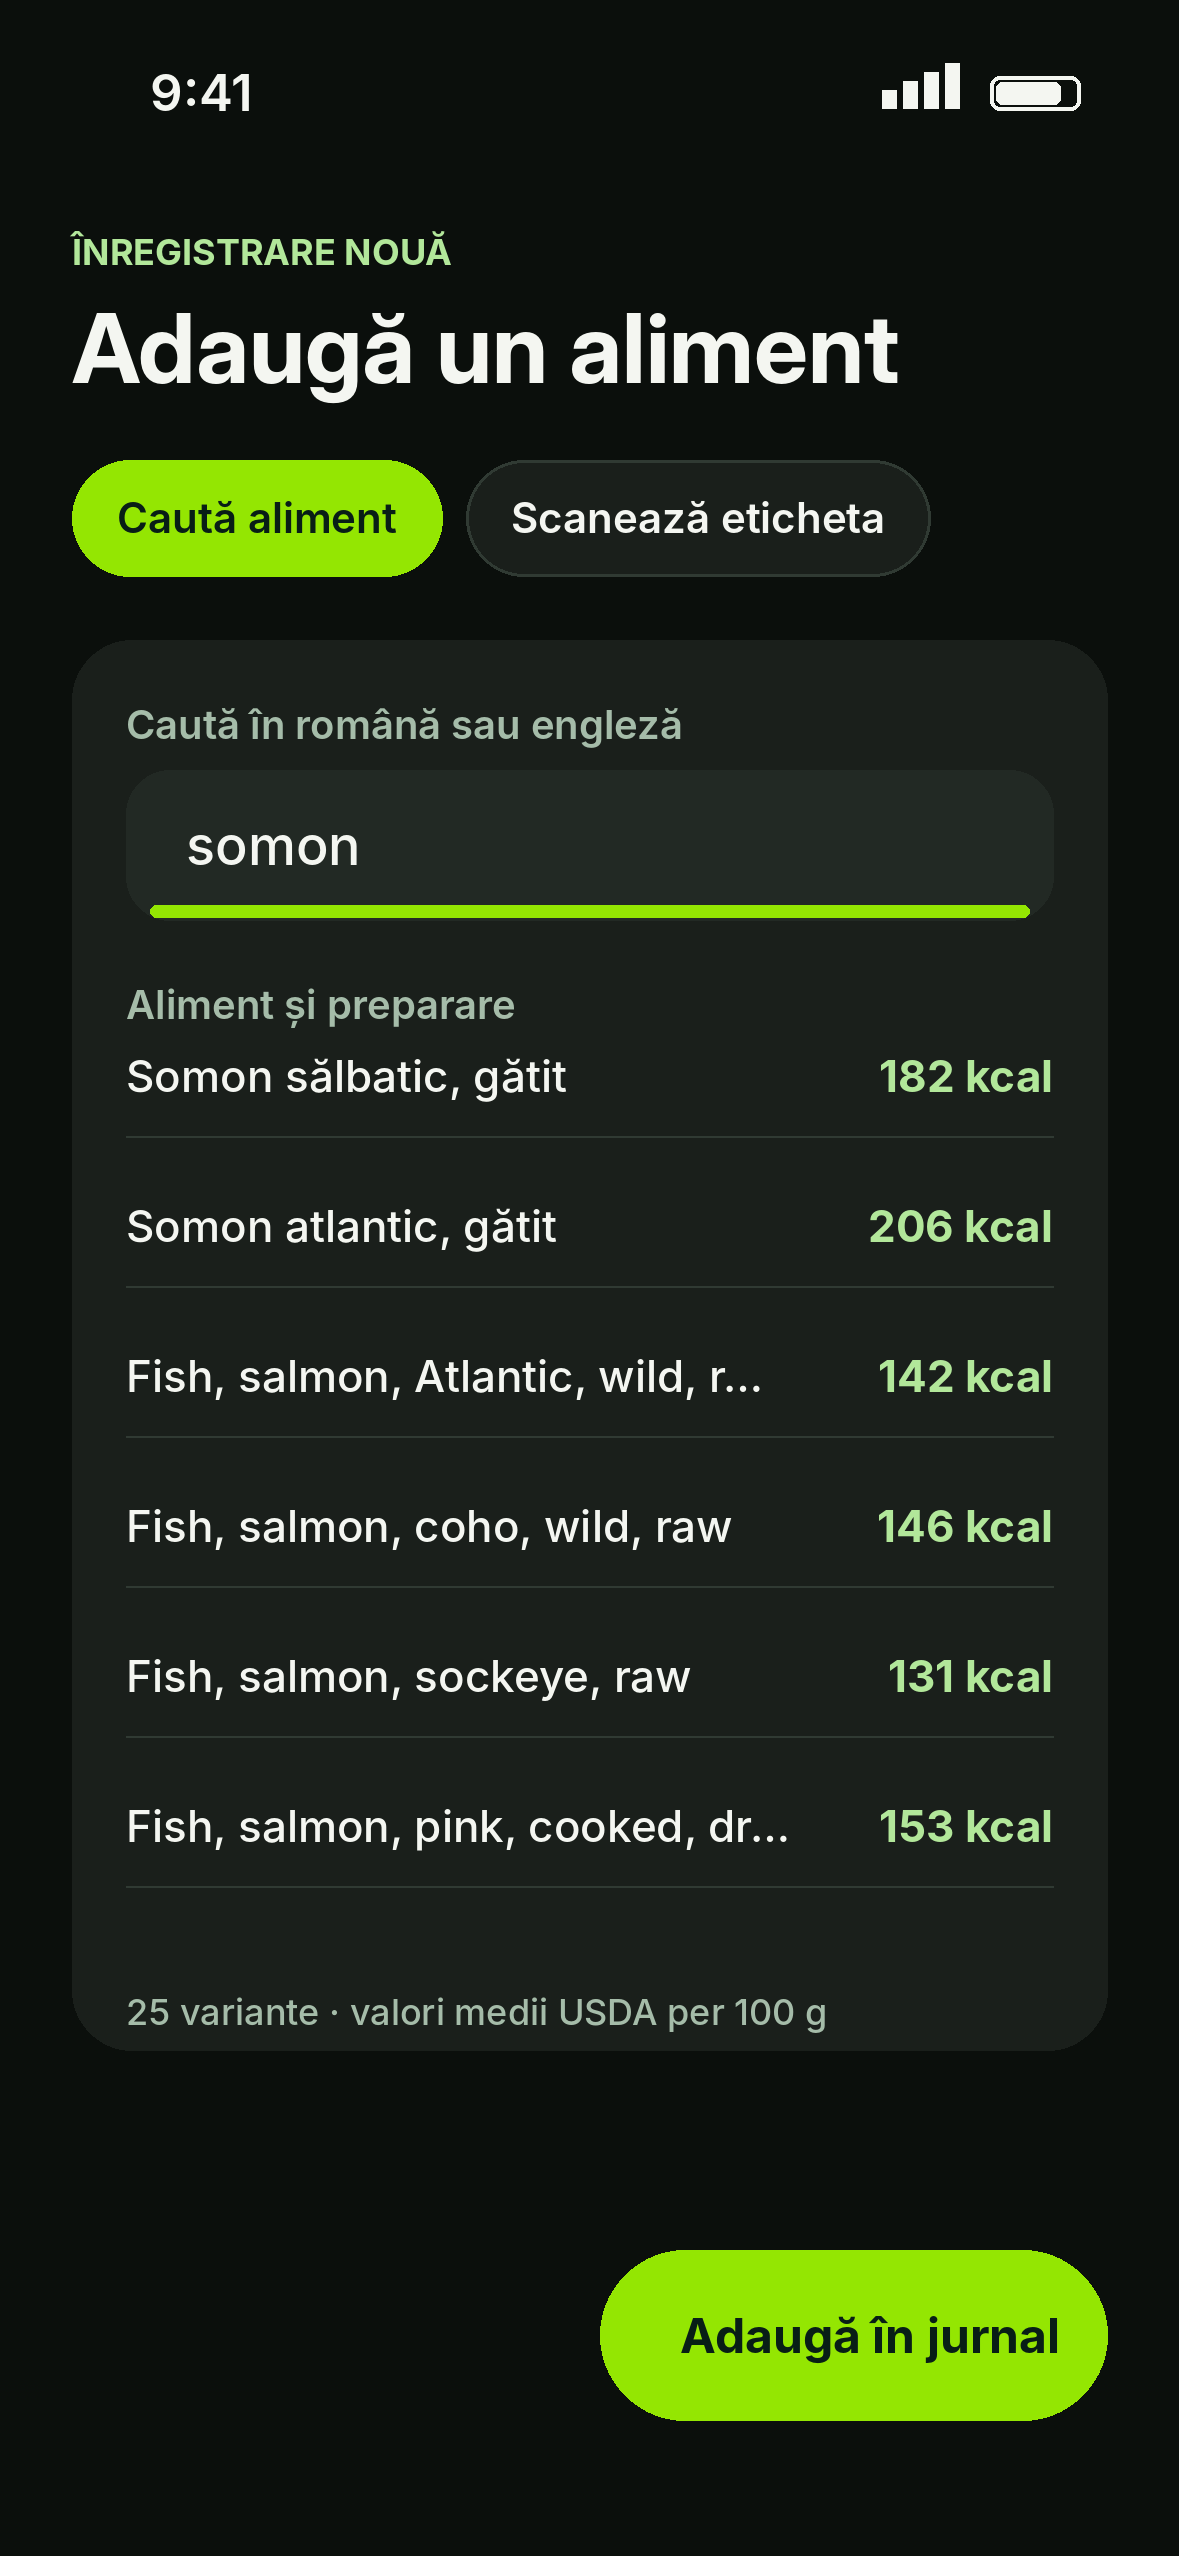 9:41
ÎNREGISTRARE NOUĂ
Adaugă un aliment
Caută aliment
Scanează eticheta
Caută în română sau engleză
somon
Aliment și preparare
Somon sălbatic, gătit 182 kcal
Somon atlantic, gătit 206 kcal
Fish, salmon, Atlantic, wild, r... 142 kcal
Fish, salmon, coho, wild, raw 146 kcal
Fish, salmon, sockeye, raw 131 kcal
Fish, salmon, pink, cooked, dr... 153 kcal
25 variante · valori medii USDA per 100 g
Adaugă în jurnal